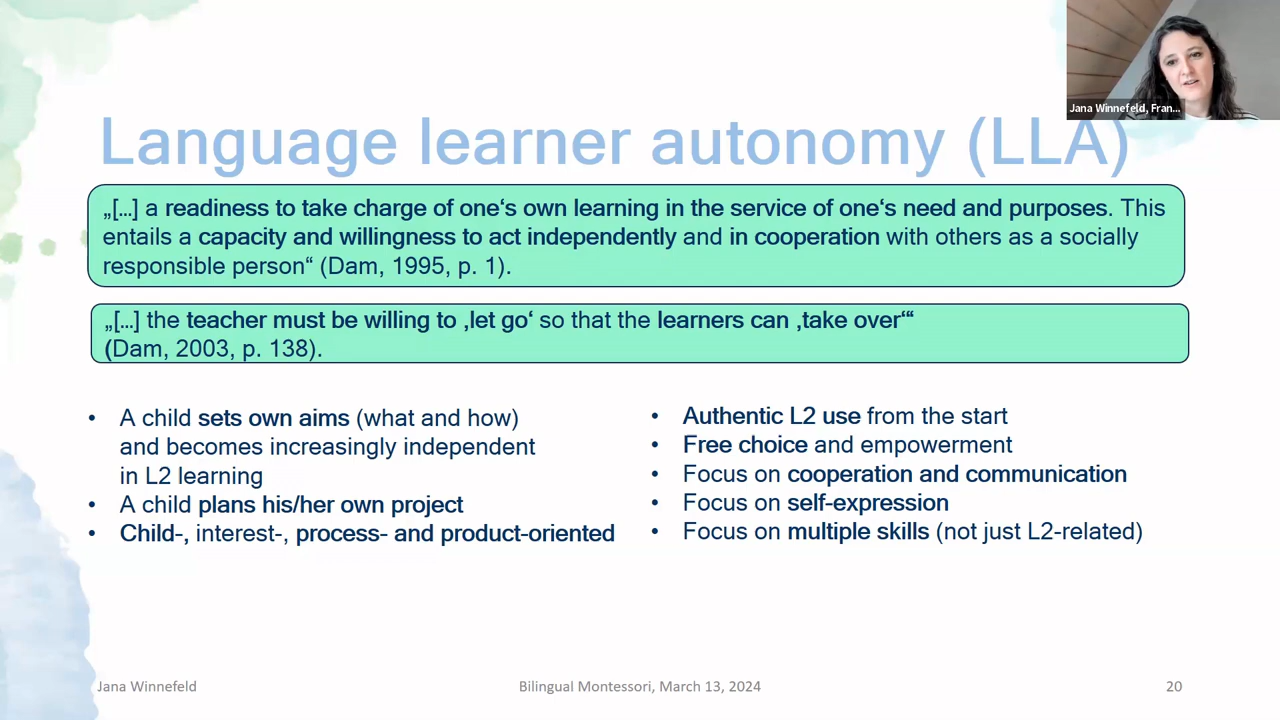 Jana Winnefeld, Fran...
Language learner autonomy (LLA)
„[...] a readiness to take charge of one‘s own learning in the service of one‘s need and purposes. This
entails a capacity and willingness to act independently and in cooperation with others as a socially
responsible person“ (Dam, 1995, p. 1).
„[...] the teacher must be willing to ‚let go‘ so that the learners can ‚take over‘“
(Dam, 2003, p. 138).
• A child sets own aims (what and how)
and becomes increasingly independent
in L2 learning
• A child plans his/her own project
• Child-, interest-, process- and product-oriented
• Authentic L2 use from the start
• Free choice and empowerment
• Focus on cooperation and communication
• Focus on self-expression
• Focus on multiple skills (not just L2-related)
Jana Winnefeld
Bilingual Montessori, March 13, 2024
20